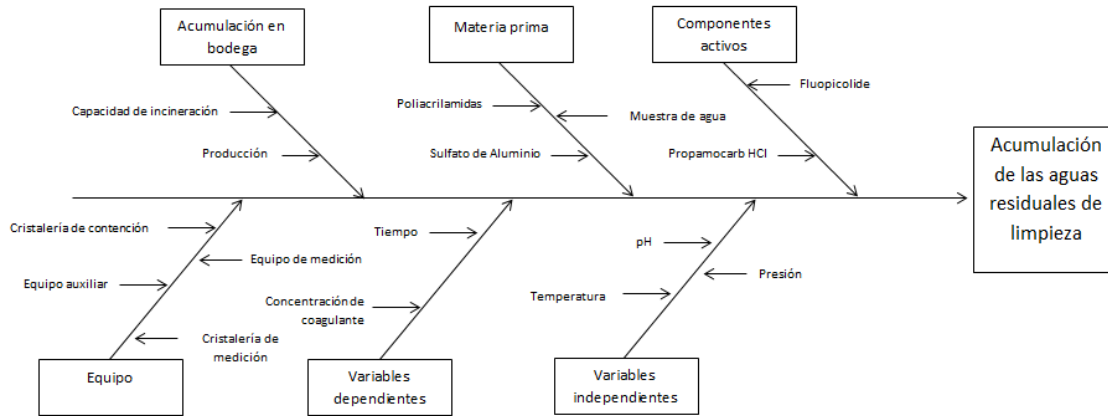 Acumulación en
bodega
Materia prima
Componentes
activos
Fluopicolide
Capacidad de incineración
Poliacrilamidas
Muestra de agua
Producción
Sulfato de Aluminio
Propamocarb HCl
Acumulación
de las aguas
residuales de
limpieza
Cristalería de contención
Equipo de medición
Equipo auxiliar
Cristalería de
medición
Tiempo
Concentración de
coagulante
pH
Presión
Temperatura
Equipo
Variables
dependientes
Variables
independientes